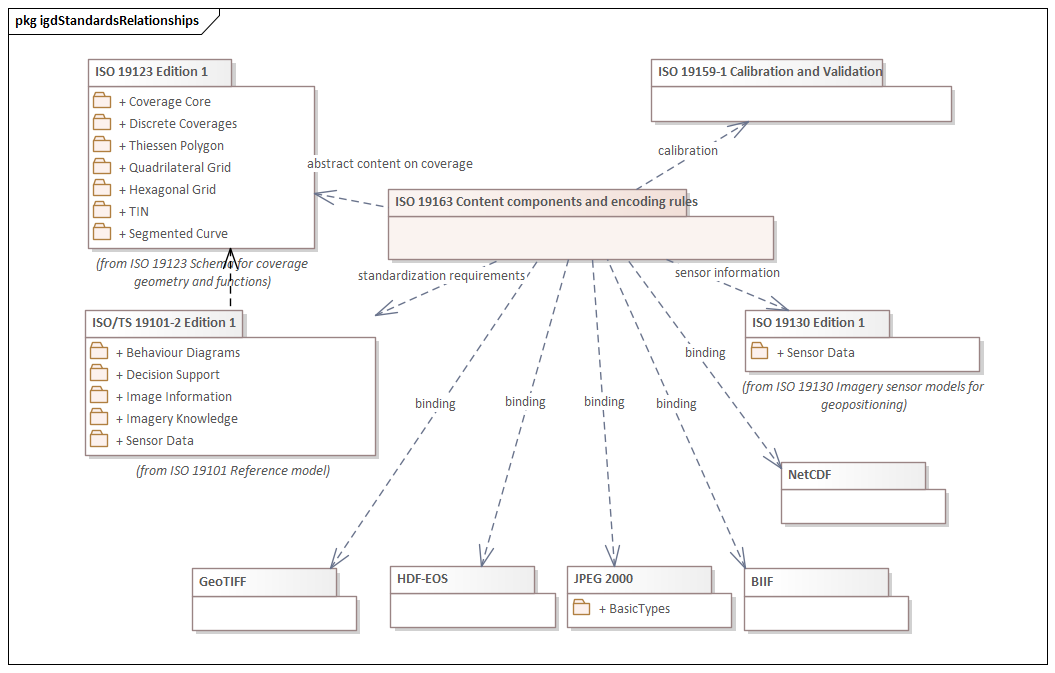 pkg igdStandardsRelationships
ISO 19123 Edition 1
+ Coverage Core
+ Discrete Coverages
+ Thiessen Polygon
+ Quadrilateral Grid
+ Hexagonal Grid
+ TIN
+ Segmented Curve
(from ISO 19123 Schema for coverage
geometry and functions)
ISO 19159-1 Calibration and Validation
calibration
abstract content on coverage
ISO 19163 Content components and encoding rules
standardization requirements
sensor information
ISO/TS 19101-2 Edition 1
+ Behaviour Diagrams
+ Decision Support
+ Image Information
+ Imagery Knowledge
+ Sensor Data
(from ISO 19101 Reference model)
ISO 19130 Edition 1
+ Sensor Data
(from ISO 19130 Imagery sensor models for
geopositioning)
binding
binding
binding
binding
binding
NetCDF
GeoTIFF
HDF-EOS
JPEG 2000
+ BasicTypes
BIIF